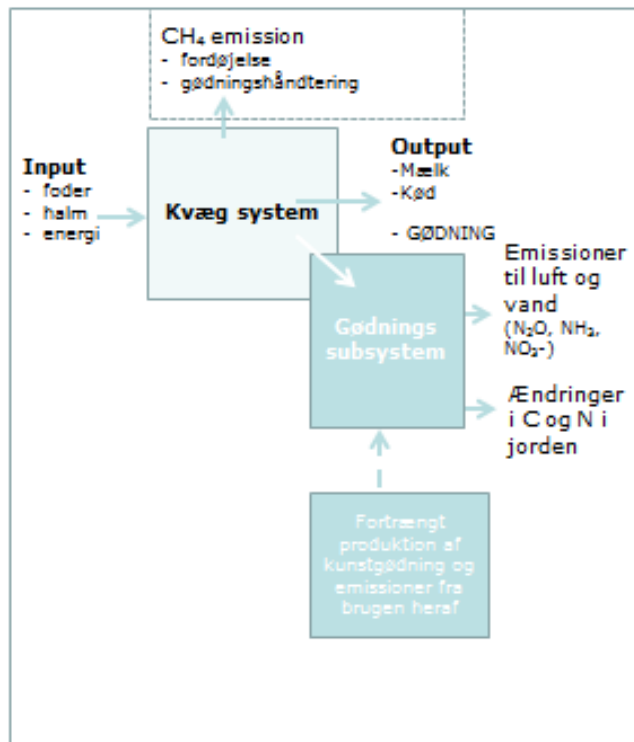 CH₄ emission
- fordøjelse
- gødningshåndtering
Input
- foder
- halm
- energi
Kvæg system
Output
-Mælk
-Kød
- GØDNING
Gødnings
subsystem
Emissioner
til luft og
vand
(N₂O, NH₃,
NO₃-)
Ændringer
i C og N i
jorden
Fortrængt
produktion af
kunstgødning og
emissioner fra
brugen heraf